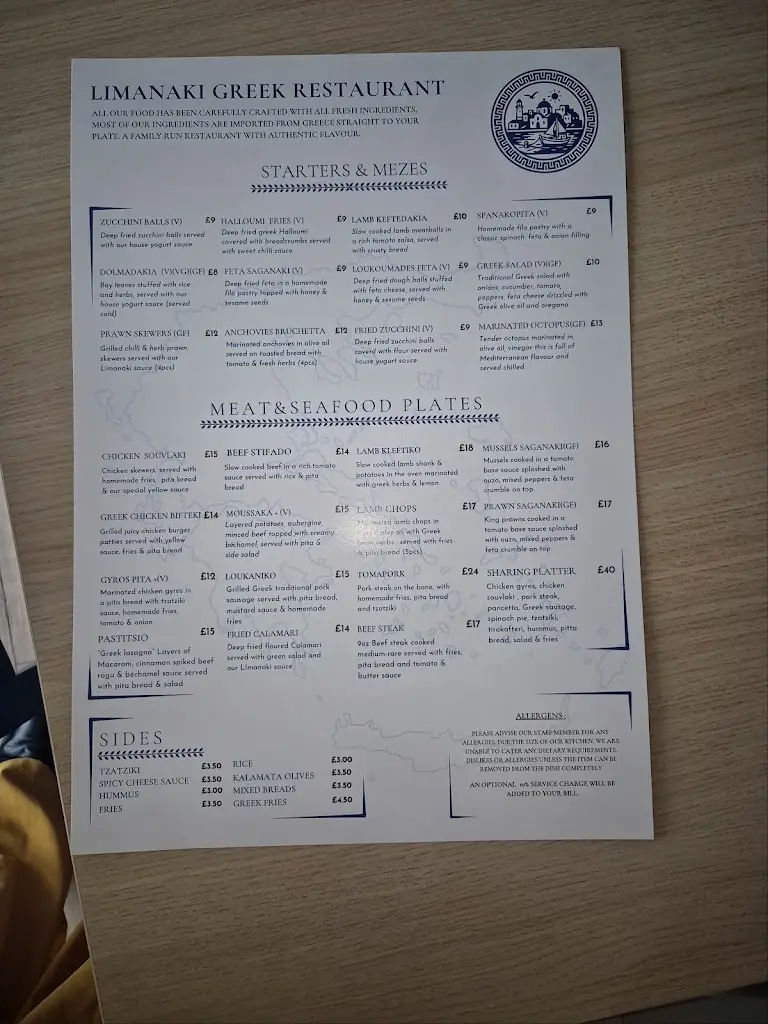 LIMANAKI GREEK RESTAURANT
ALL OUR FOOD HAS BEEN CAREFULLY CRAFTED WITH ALL FRESH INGREDIENTS,
MOST OF OUR INGREDIENTS ARE IMPORTED FROM GREECE STRAIGHT TO YOUR
PLATE. A FAMILY RUN RESTAURANT WITH AUTHENTIC FLAVOUR.
STARTERS & MEZES
ZUCCHINI BALLS (V) £9
Deep fried zucchini balls served
with our house yogurt sauce
HALLOUMI FRIES (V) £9
Deep fried greek Halloumi
covered with breadcrumbs served
with sweet chilli sauce
LAMB KEFTEDAKIA £10
Slow cooked lamb meatballs in
a rich tomato salsa, served
with crusty bread
SPANAKOPITA (V) £9
Homemade filo pastry with a
classic spinach, feta & onion filling
DOLMADAKIA (V)(VG)(GF) £8
Bay leaves stuffed with rice
and herbs, served with our
house yogurt sauce (served
cold)
FETA SAGANAKI (V) £9
Deep fried feta in a homemade
filo pastry topped with honey &
sesame seeds
LOUKOUMADES FETA (V) £9
Deep fried dough balls stuffed
with feta cheese, served with
honey & sesame seeds
GREEK SALAD (V)(GF) £10
Traditional Greek salad with
onions, cucumber, tomato,
peppers, feta cheese drizzled with
Greek olive oil and oregano
PRAWN SKEWERS (GF) £12
Grilled chilli & herb prawn
skewers served with our
Limanaki sauce (4pcs)
ANCHOVIES BRUCHETTA £12
Marinated anchovies in olive oil
served on toasted bread with
tomato & fresh herbs (4pcs)
FRIED ZUCCHINI (V) £9
Deep fried zucchini balls
coverd with flour served with
house yogurt sauce
MARINATED OCTOPUS(GF) £13
Tender octopus marinated in
olive oil, vinegar this is full of
Mediterranean flavour and
served chilled
MEAT&SEAFOOD PLATES
CHICKEN SOUVLAKI £15
Chicken skewers, served with
homemade fries, pita bread
& our special yellow sauce
BEEF STIFADO £14
Slow cooked beef in a rich tomato
sauce served with rice & pita
bread
LAMB KLEFTIKO £18
Slow cooked lamb shank &
potatoes in the oven marinated
with greek herbs & lemon
MUSSELS SAGANAKI(GF) £16
Mussels cooked in a tomato
base sauce sploshed with
ouzo, mixed peppers & feta
crumble on top
GREEK CHICKEN BIFTEKI £14
Grilled juicy chicken burger
patties served with yellow
sauce, fries & pita bread
MOUSSAKA + (V) £15
Layered potatoes, aubergine,
minced beef topped with creamy
béchamel, served with pita &
side salad
LAMB CHOPS £17
Marinated lamb chops in
olive oil with Greek
herbs, served with fries
& pita bread (5pcs)
PRAWN SAGANAKI(GF) £17
King prawns cooked in a
tomato base sauce splashed
with ouzo, mixed peppers &
feta crumble on top
GYROS PITA +(V) £12
Marinated chicken gyros in
a pita bread with tzatziki
sauce, homemade fries,
tomato & onion
LOUKANIKO £15
Grilled Greek traditional pork
sausage served with pita bread,
mustard sauce & homemade
fries
TOMAPORK £24
Pork steak on the bone, with
homemade fries, pita bread
and tzatziki
SHARING PLATTER £40
Chicken gyros, chicken
souvlaki , pork steak,
pancetta, Greek sausage,
spinach pie, tzatziki,
tirokafteri, hummus, pitta
bread, salad & fries
PASTITSIO £15
"Greek lasagna" Layers of
Macaroni, cinnamon spiked beef
ragu & béchamel sauce served
with pita bread & salad
FRIED CALAMARI £14
Deep fried floured Calamari
served with green salad and
our LImanaki sauce
BEEF STEAK £17
9oz Beef steak cooked
medium-rare served with fries,
pita bread and tomato &
butter sauce
SIDES
TZATZIKI £3.50
SPICY CHEESE SAUCE £3.50
HUMMUS £3.00
FRIES £3.50
RICE £3.00
KALAMATA OLIVES £3.50
MIXED BREADS £3.50
GREEK FRIES £4.50
ALLERGENS :
PLEASE ADVISE OUR STAFF MEMBER FOR ANY
ALLERGIES, DUE THE SIZE OF OUR KITCHEN, WE ARE
UNABLE TO CATER ANY DIETARY REQUIREMENTS,
DISLIKES OR ALLERGIES UNLESS THE ITEM CAN BE
REMOVED FROM THE DISH COMPLETELY
AN OPTIONAL 10% SERVICE CHARGE WILL BE
ADDED TO YOUR BILL.